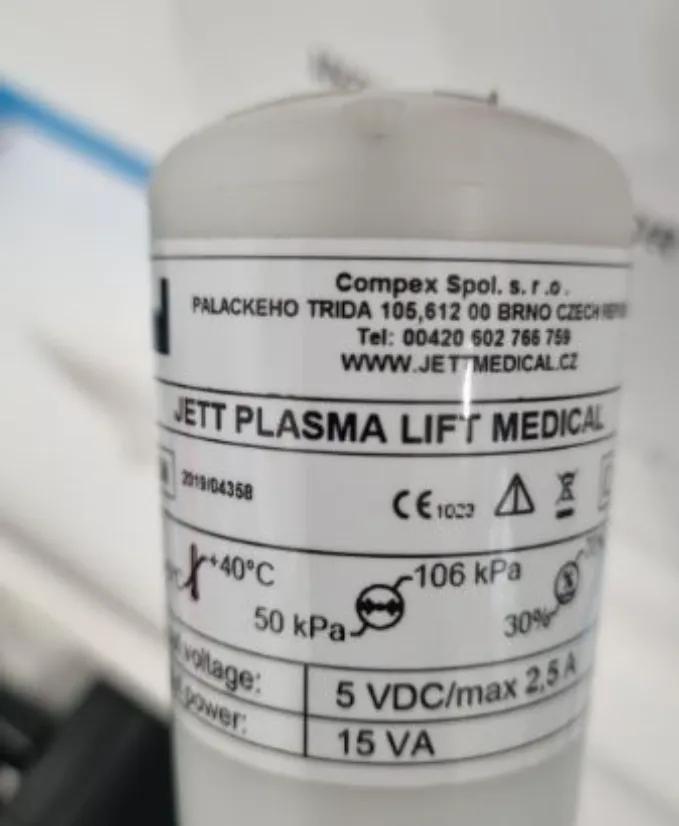 Compex Spol. s. r .o.
PALACKEHO TRIDA 105,612 00 BRNO CZECH
Tel: 00420 602 766 759
WWW.JETTMEDICAL.CZ
JETT PLASMA LIFT MEDICAL
2019/04358
CE 1023
+40°C
106 kPa
50 kPa
30%
voltage:
5 VDC/max 2,5 A
power:
15 VA